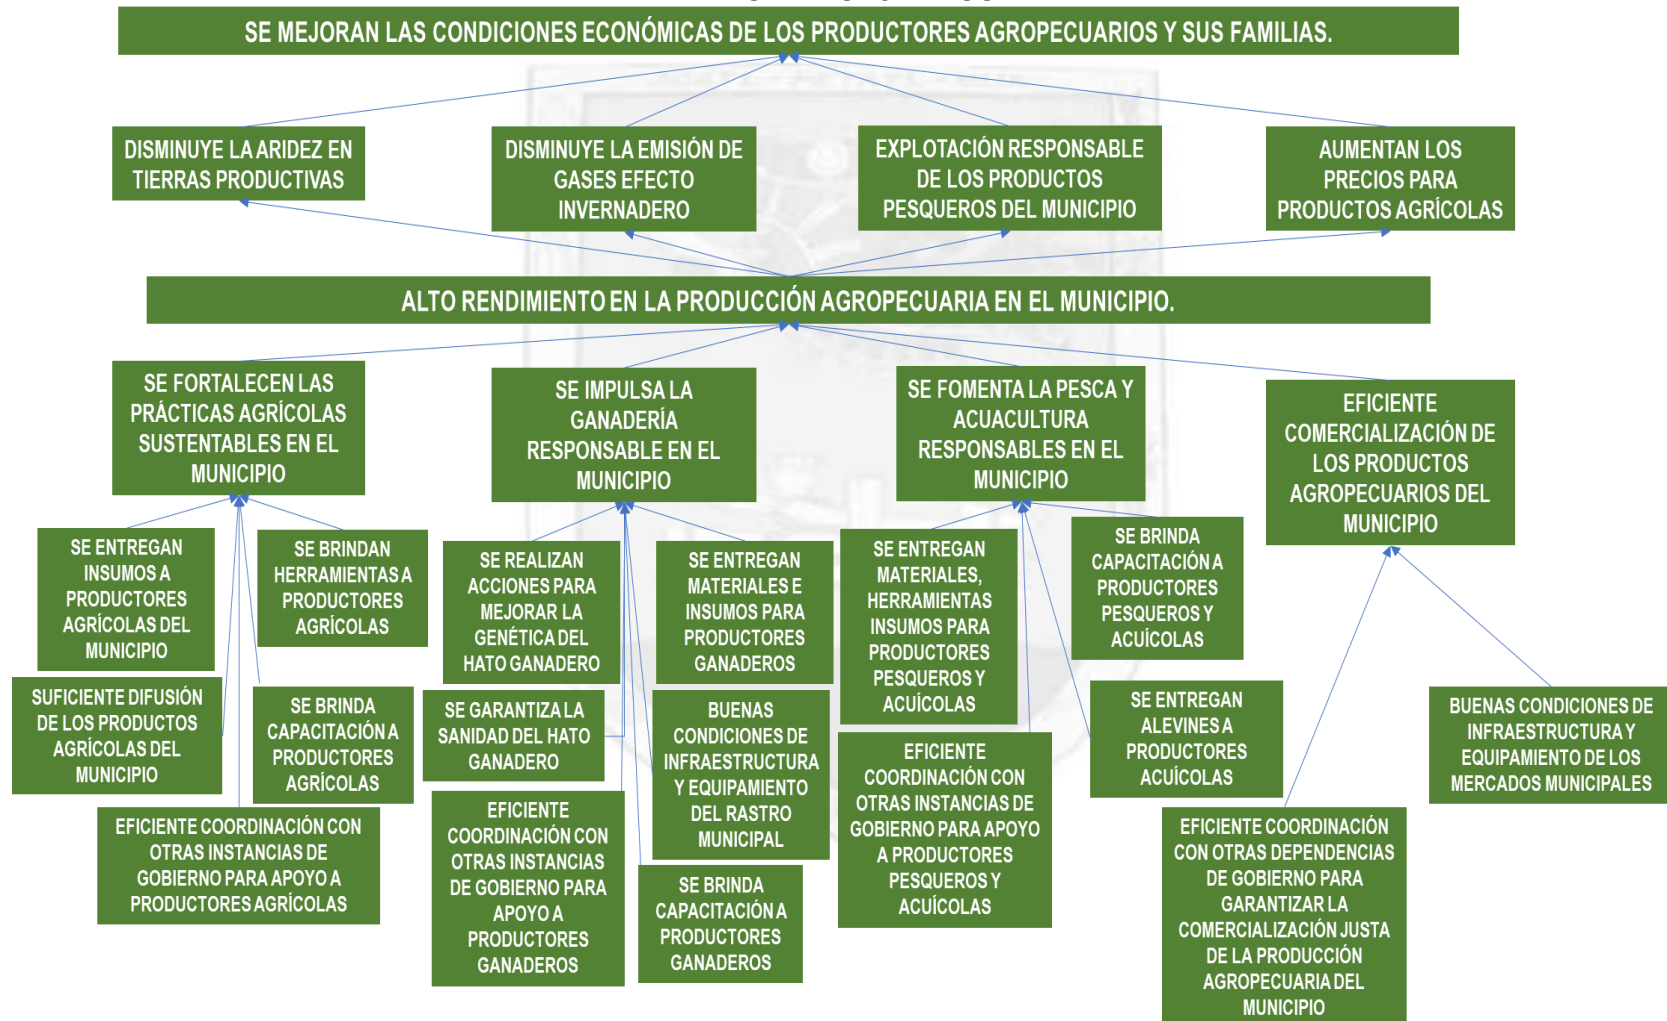 SE MEJORAN LAS CONDICIONES ECONÓMICAS DE LOS PRODUCTORES AGROPECUARIOS Y SUS FAMILIAS.
DISMINUYE LA ARIDEZ EN
TIERRAS PRODUCTIVAS
DISMINUYE LA EMISIÓN DE
GASES EFECTO
INVERNADERO
EXPLOTACIÓN RESPONSABLE
DE LOS PRODUCTOS
PESQUEROS DEL MUNICIPIO
AUMENTAN LOS
PRECIOS PARA
PRODUCTOS AGRÍCOLAS
ALTO RENDIMIENTO EN LA PRODUCCIÓN AGROPECUARIA EN EL MUNICIPIO.
SE FORTALECEN LAS
PRÁCTICAS AGRÍCOLAS
SUSTENTABLES EN EL
MUNICIPIO
SE IMPULSA LA
GANADERÍA
RESPONSABLE EN EL
MUNICIPIO
SE FOMENTA LA PESCA Y
ACUACULTURA
RESPONSABLES EN EL
MUNICIPIO
EFICIENTE
COMERCIALIZACIÓN DE
LOS PRODUCTOS
AGROPECUARIOS DEL
MUNICIPIO
SE ENTREGAN
INSUMOS A
PRODUCTORES
AGRÍCOLAS DEL
MUNICIPIO
SE BRINDAN
HERRAMIENTAS A
PRODUCTORES
AGRÍCOLAS
SE REALIZAN
ACCIONES PARA
MEJORAR LA
GENÉTICA DEL
HATO GANADERO
SE ENTREGAN
MATERIALES E
INSUMOS PARA
PRODUCTORES
GANADEROS
SE ENTREGAN
MATERIALES,
HERRAMIENTAS
INSUMOS PARA
PRODUCTORES
PESQUEROS Y
ACUÍCOLAS
SE BRINDA
CAPACITACIÓN A
PRODUCTORES
PESQUEROS Y
ACUÍCOLAS
SUFICIENTE DIFUSIÓN
DE LOS PRODUCTOS
AGRÍCOLAS DEL
MUNICIPIO
SE BRINDA
CAPACITACIÓN A
PRODUCTORES
AGRÍCOLAS
SE GARANTIZA LA
SANIDAD DEL HATO
GANADERO
BUENAS
CONDICIONES DE
INFRAESTRUCTURA
Y EQUIPAMIENTO
DEL RASTRO
MUNICIPAL
SE ENTREGAN
ALEVINES A
PRODUCTORES
ACUÍCOLAS
BUENAS CONDICIONES DE
INFRAESTRUCTURA Y
EQUIPAMIENTO DE LOS
MERCADOS MUNICIPALES
EFICIENTE COORDINACIÓN CON
OTRAS INSTANCIAS DE
GOBIERNO PARA APOYO A
PRODUCTORES AGRÍCOLAS
EFICIENTE
COORDINACIÓN CON
OTRAS INSTANCIAS
DE GOBIERNO PARA
APOYO A
PRODUCTORES
GANADEROS
SE BRINDA
CAPACITACIÓN A
PRODUCTORES
GANADEROS
EFICIENTE
COORDINACIÓN CON
OTRAS INSTANCIAS DE
GOBIERNO PARA APOYO
A PRODUCTORES
PESQUEROS Y
ACUÍCOLAS
EFICIENTE COORDINACIÓN
CON OTRAS DEPENDENCIAS
DE GOBIERNO PARA
GARANTIZAR LA
COMERCIALIZACIÓN JUSTA
DE LA PRODUCCIÓN
AGROPECUARIA DEL
MUNICIPIO